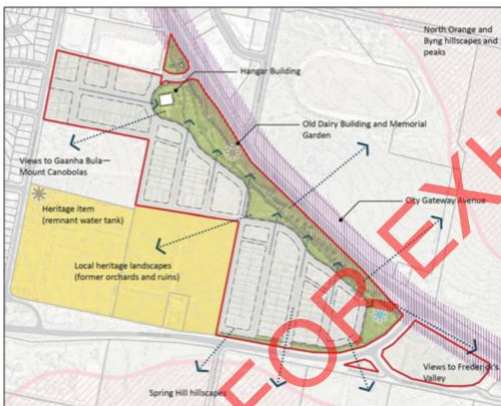 North Orange and
Byng hillscapes and
peaks
Hangar Building
Old Dairy Building and Memorial
Garden
Views to Gaanha Bula—
Mount Canobolas
City Gateway Avenue
Heritage item
(remnant water tank)
Local heritage landscapes
(former orchards and ruins)
Views to Frederick's
Valley
Spring Hill hillscapes
FOR EXH